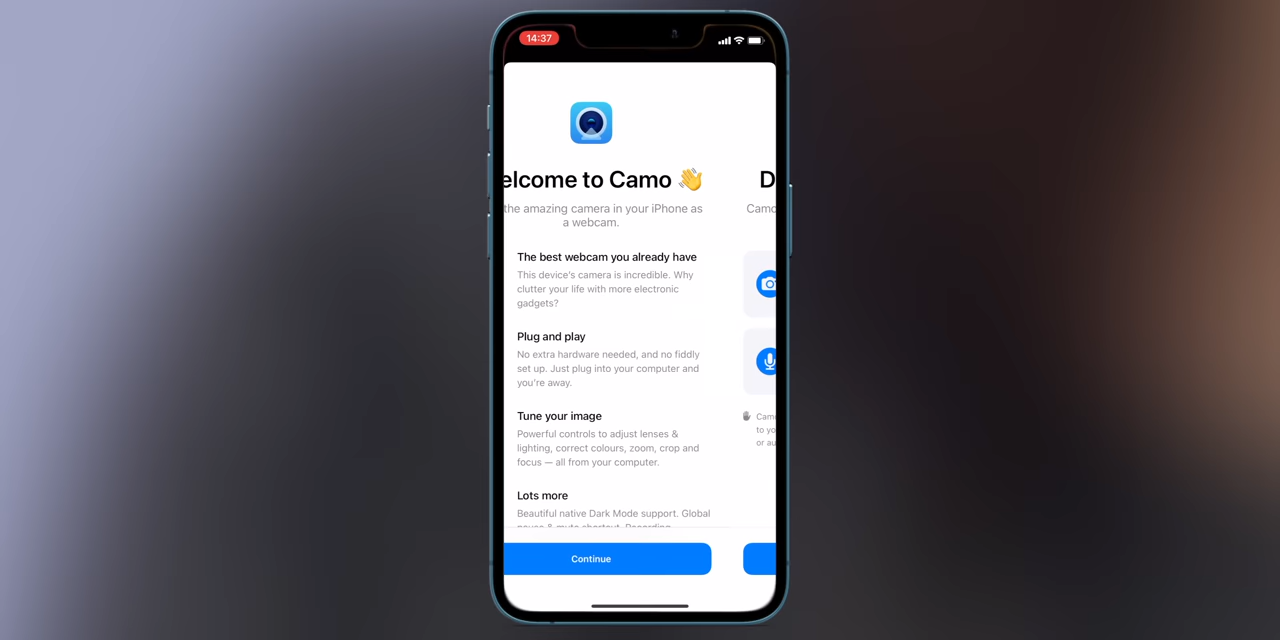 14:37
elcome to Camo 👋
D
the amazing camera in your iPhone as
a webcam.
Camo
The best webcam you already have
This device's camera is incredible. Why
clutter your life with more electronic
gadgets?
Plug and play
No extra hardware needed, and no fiddly
set up. Just plug into your computer and
you're away.
Tune your image
Powerful controls to adjust lenses &
lighting, correct colours, zoom, crop and
focus — all from your computer.
Cam
to yo
or au
Lots more
Beautiful native Dark Mode support. Global
pause & mute shortcut. Recording
Continue